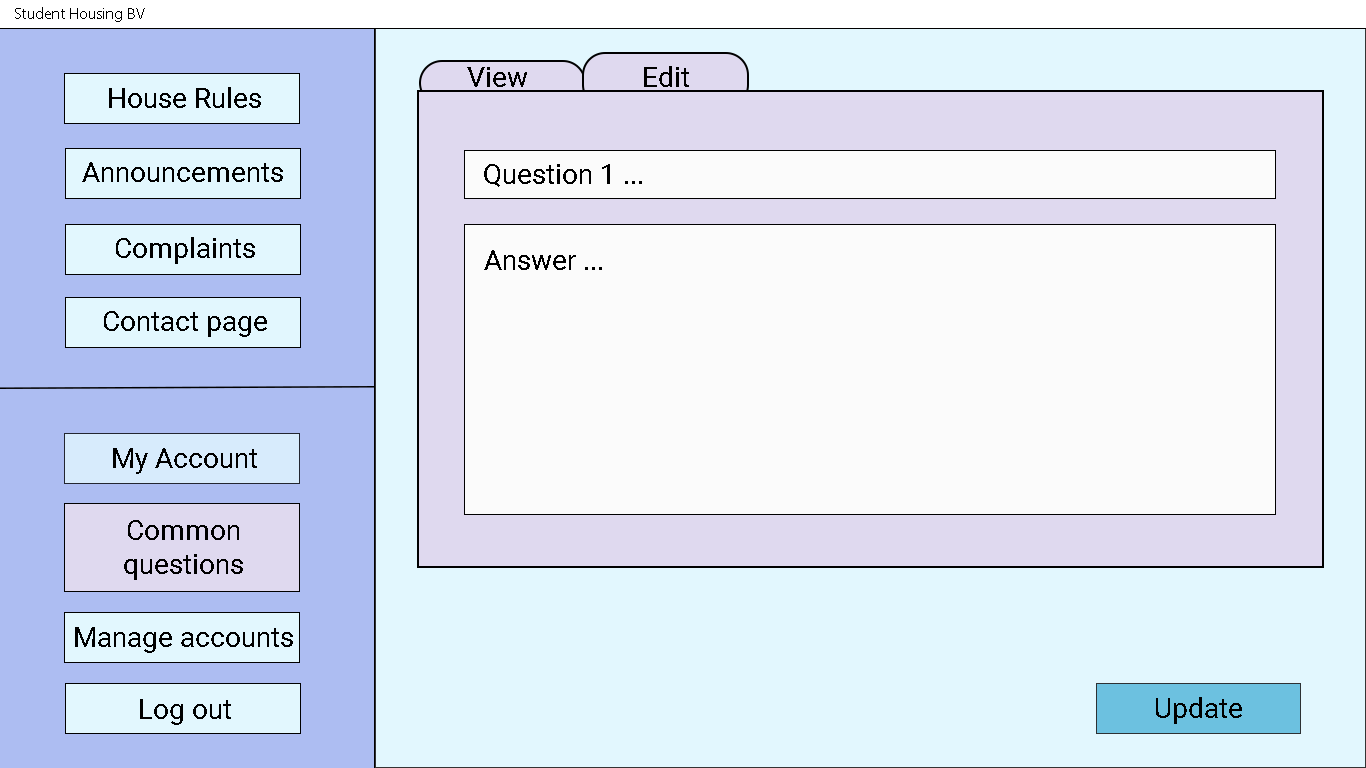 Student Housing BV
House Rules
Announcements
Complaints
Contact page
My Account
Common
questions
Manage accounts
Log out
View
Edit
Question 1 ...
Answer ...
Update